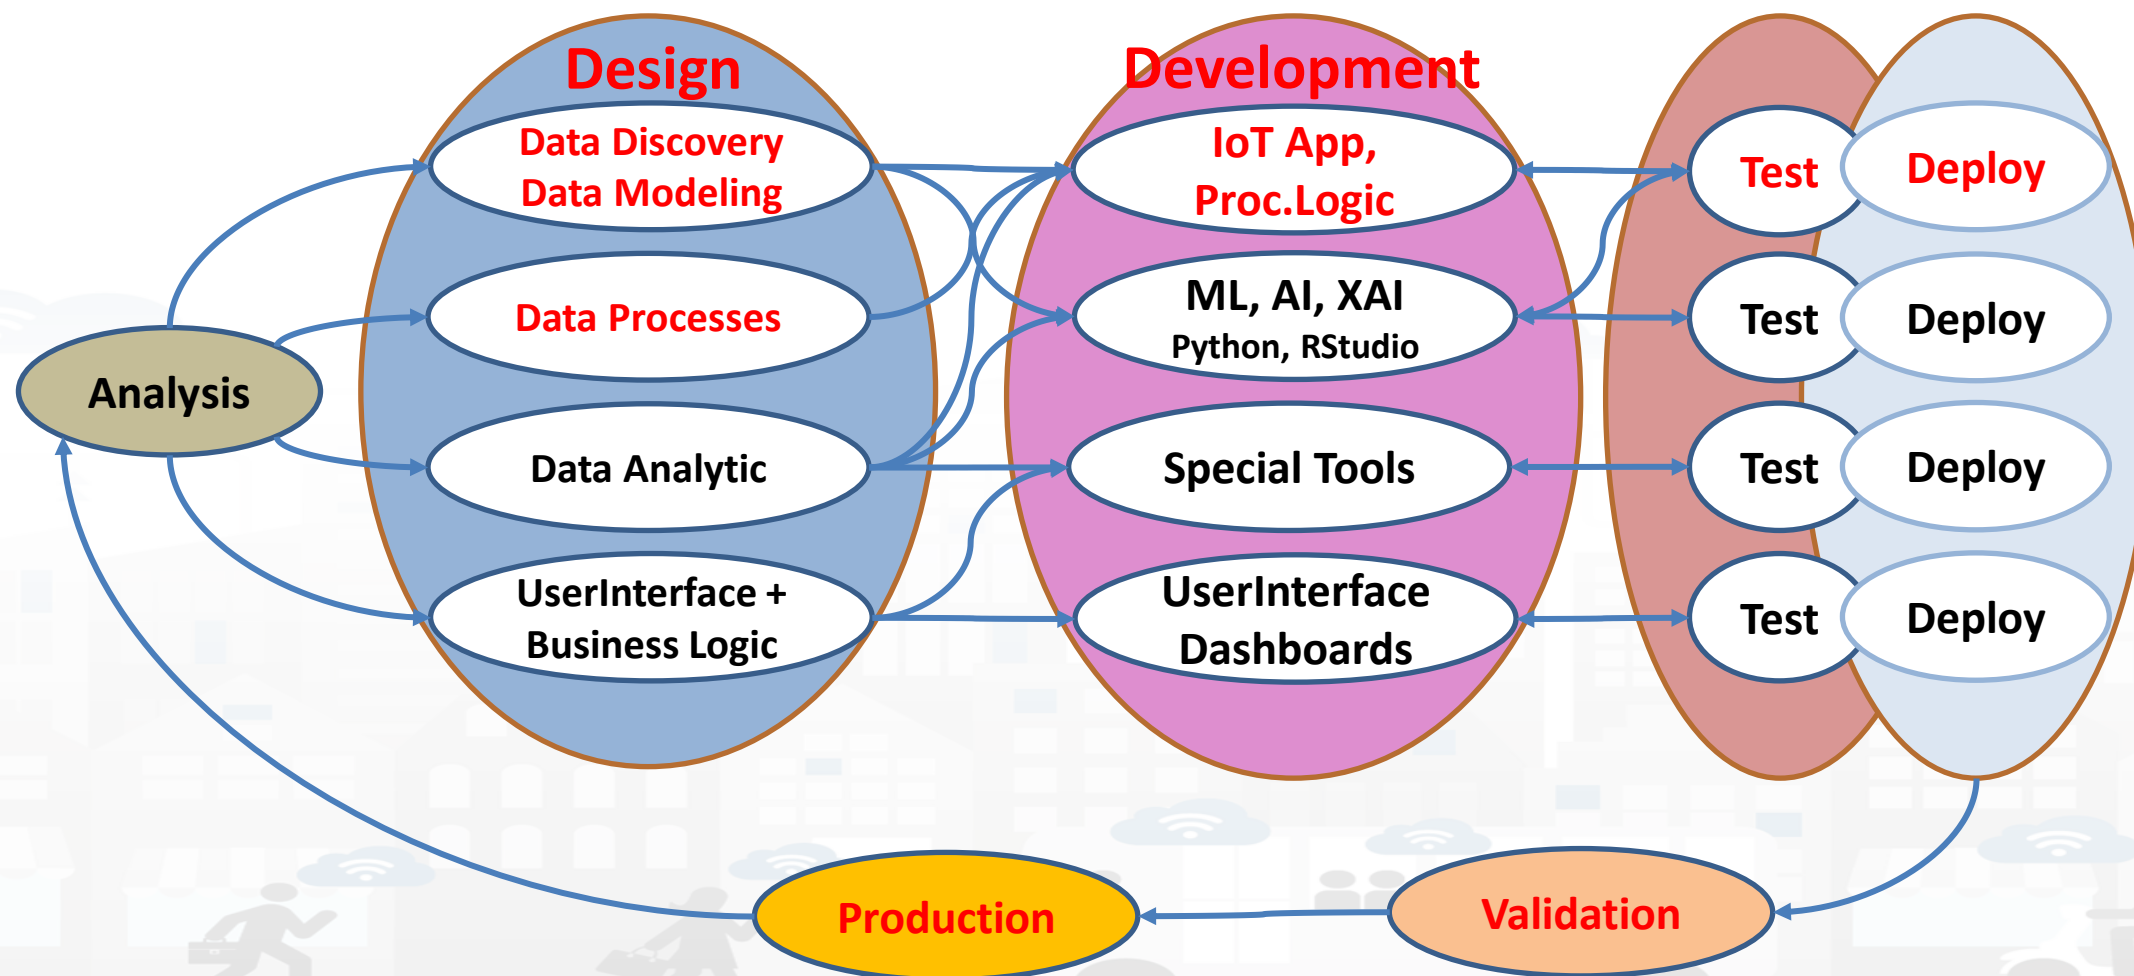 Design
Development
Data Discovery
Data Modeling
Data Processes
Data Analytic
UserInterface +
Business Logic
IoT App,
Proc.Logic
ML, AI, XAI
Python, RStudio
Special Tools
UserInterface
Dashboards
Test
Deploy
Test
Deploy
Test
Deploy
Test
Deploy
Analysis
Production
Validation